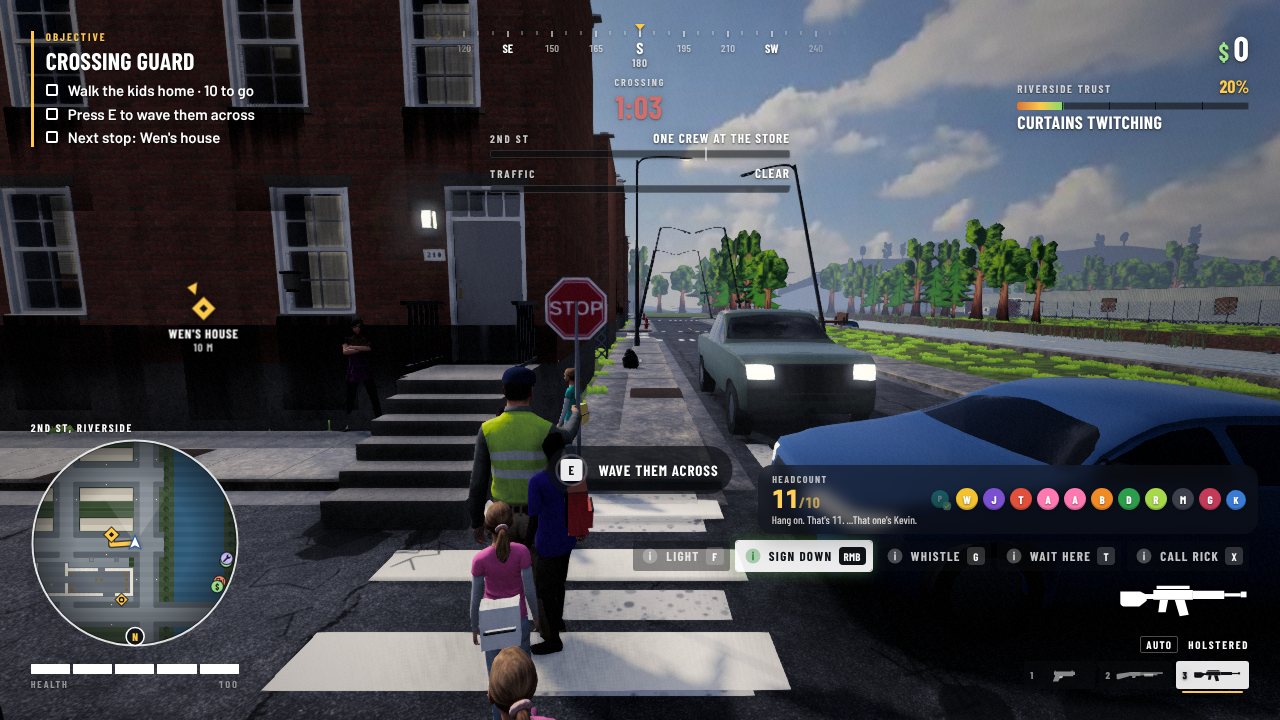 OBJECTIVE
CROSSING GUARD
Walk the kids home · 10 to go
Press E to wave them across
Next stop: Wen's house
120 SE 150 165 S 195 210 SW 240
180
CROSSING
1:03
2ND ST ONE CREW AT THE STORE
TRAFFIC CLEAR
$0
RIVERSIDE TRUST 20%
CURTAINS TWITCHING
210
STOP
WEN'S HOUSE
10 M
2ND ST, RIVERSIDE
N
$
HEALTH 100
E WAVE THEM ACROSS
HEADCOUNT
11/10
P W J T A A B D R M G K
Hang on. That's 11. ...That one's Kevin.
LIGHT F
SIGN DOWN RMB
WHISTLE G
WAIT HERE T
CALL RICK X
AUTO HOLSTERED
1 2 3